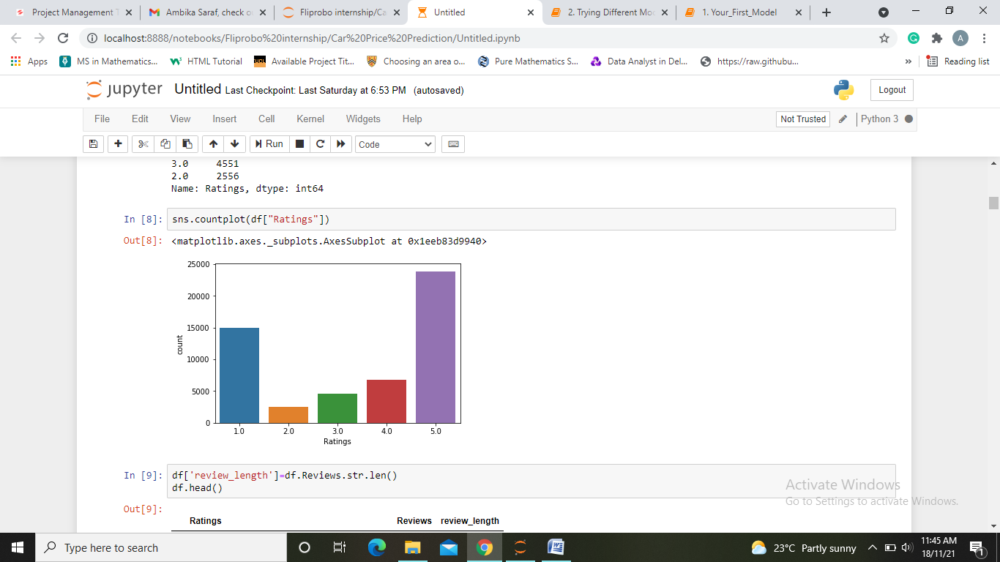 Project Management T
Ambika Saraf, check o
Fliprobo internship/Ca
Untitled
2. Trying Different Mo
1. Your_First_Model
localhost:8888/notebooks/Fliprobo%20internship/Car%20Price%20Prediction/Untitled.ipynb
A
Apps
MS in Mathematics...
HTML Tutorial
Available Project Tit...
Choosing an area o...
Pure Mathematics S...
Data Analyst in Del...
https://raw.githubu...
»
Reading list
jupyter Untitled Last Checkpoint: Last Saturday at 6:53 PM (autosaved)
Logout
File Edit View Insert Cell Kernel Widgets Help
Not Trusted
Python 3
Run
Code
3.0 4551
2.0 2556
Name: Ratings, dtype: int64
In [8]: sns.countplot(df["Ratings"])
Out[8]: <matplotlib.axes._subplots.AxesSubplot at 0x1eeb83d9940>
25000
20000
15000
10000
5000
0
count
1.0 2.0 3.0 4.0 5.0
Ratings
In [9]: df['review_length']=df.Reviews.str.len()
df.head()
Out[9]:
Ratings Reviews review_length
Activate Windows
Go to Settings to activate Windows.
Type here to search
23°C Partly sunny
11:45 AM
18/11/21
1